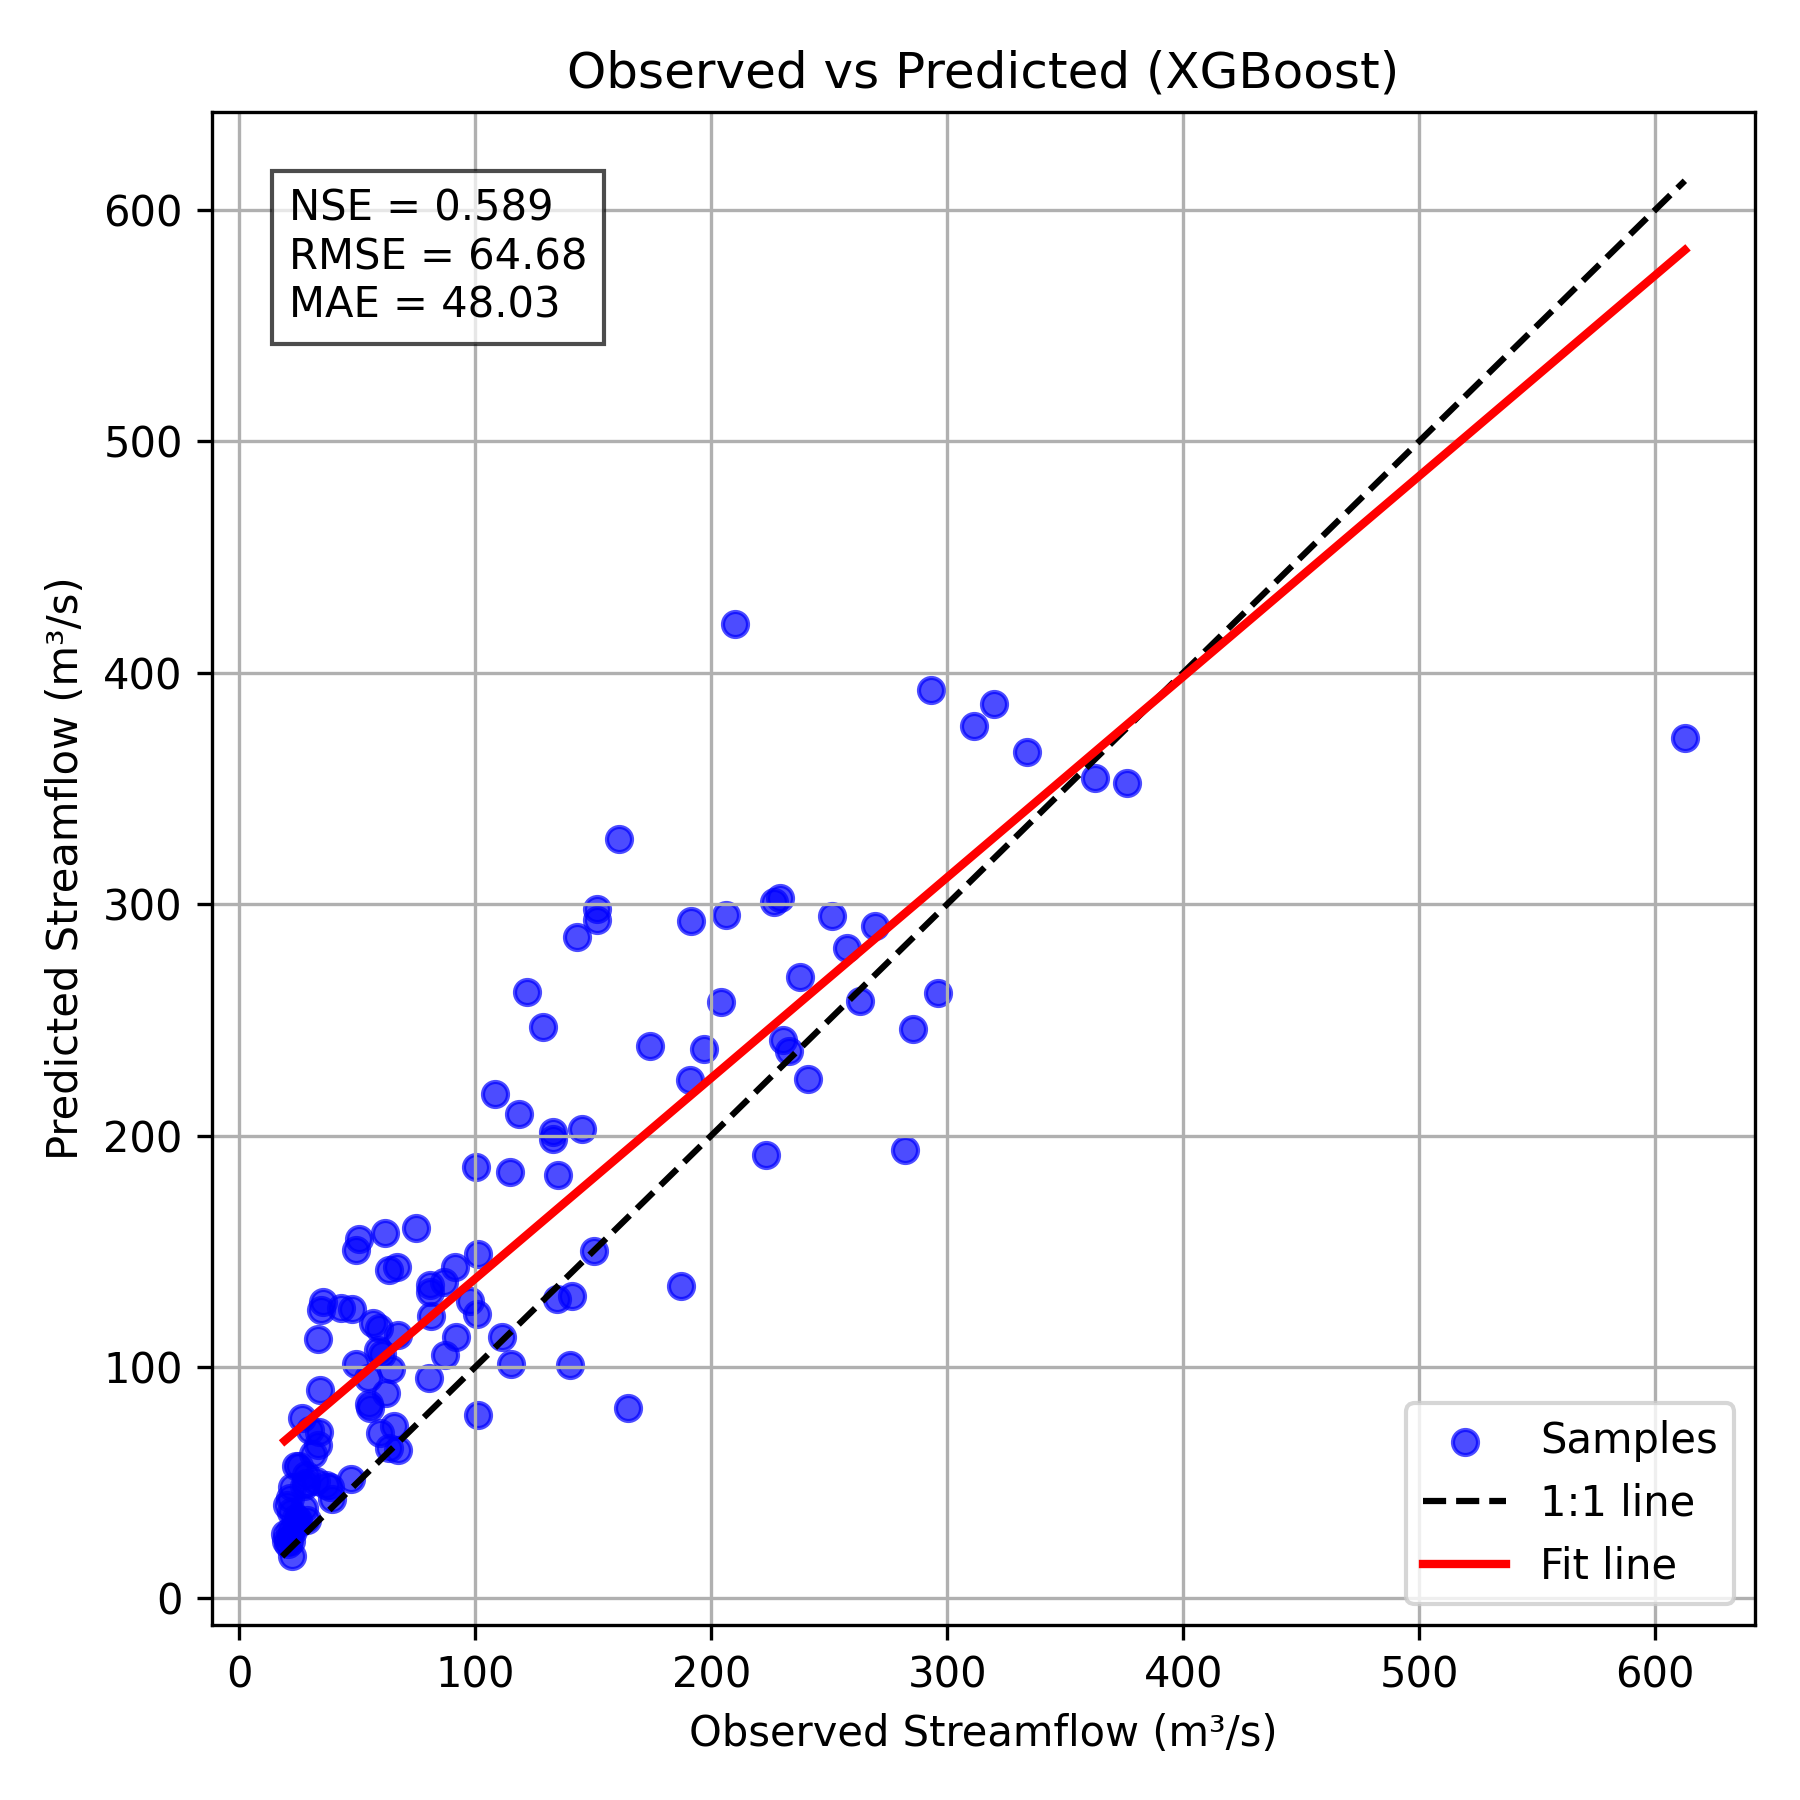 Observed vs Predicted (XGBoost)
NSE = 0.589
RMSE = 64.68
MAE = 48.03
600
500
400
300
200
100
0
Predicted Streamflow (m³/s)
Samples
1:1 line
Fit line
0 100 200 300 400 500 600
Observed Streamflow (m³/s)